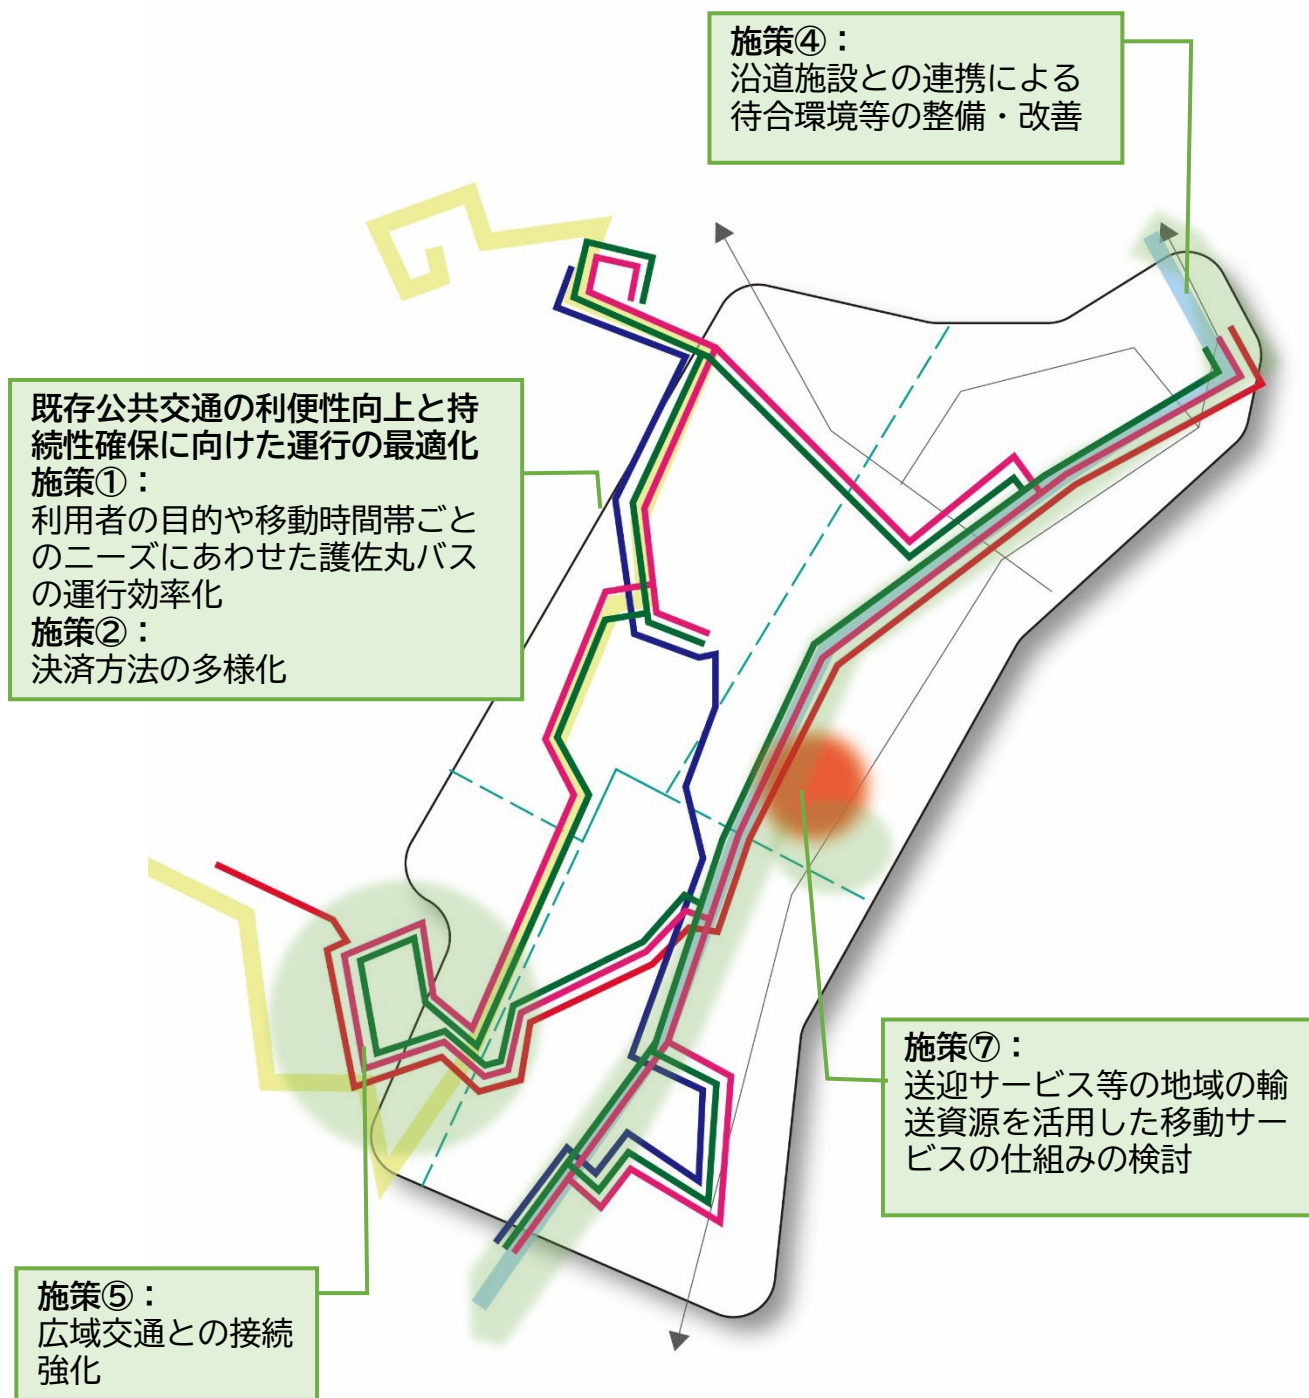 施策④：
沿道施設との連携による
待合環境等の整備・改善
既存公共交通の利便性向上と持
続性確保に向けた運行の最適化
施策①：
利用者の目的や移動時間帯ごと
のニーズにあわせた護佐丸バス
の運行効率化
施策②：
決済方法の多様化
施策⑦：
送迎サービス等の地域の輸
送資源を活用した移動サー
ビスの仕組みの検討
施策⑤：
広域交通との接続
強化